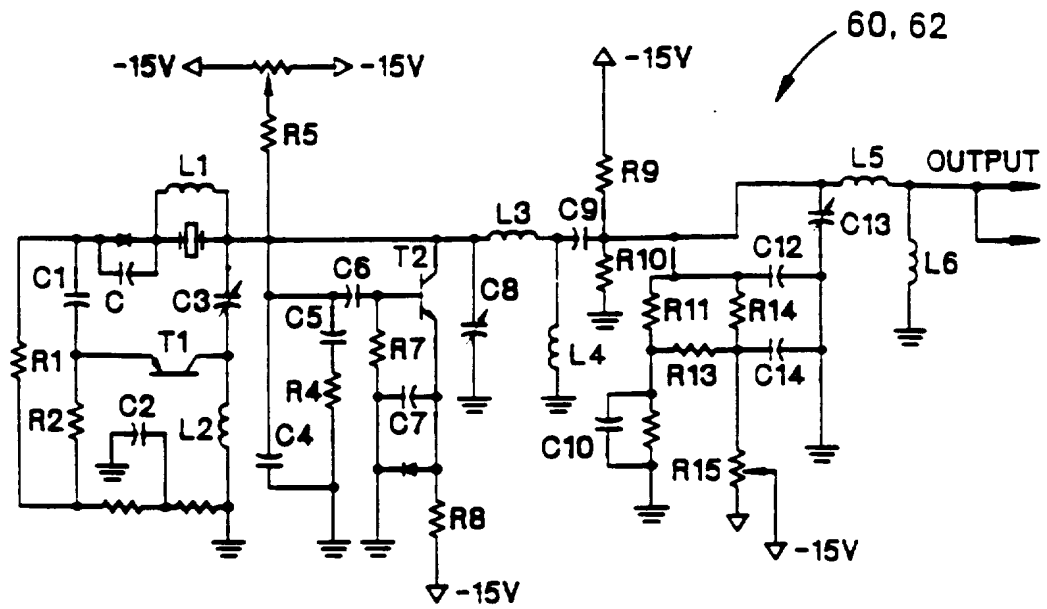 60, 62
-15V
-15V
-15V
R5
L1
R9
L5
OUTPUT
L3
C9
C13
C1
C
C3
C6
T2
R10
C12
L6
C8
C5
R11
R14
T1
R1
R7
L4
R13
C14
R2
C2
L2
R4
C4
C7
C10
R15
R8
-15V
-15V